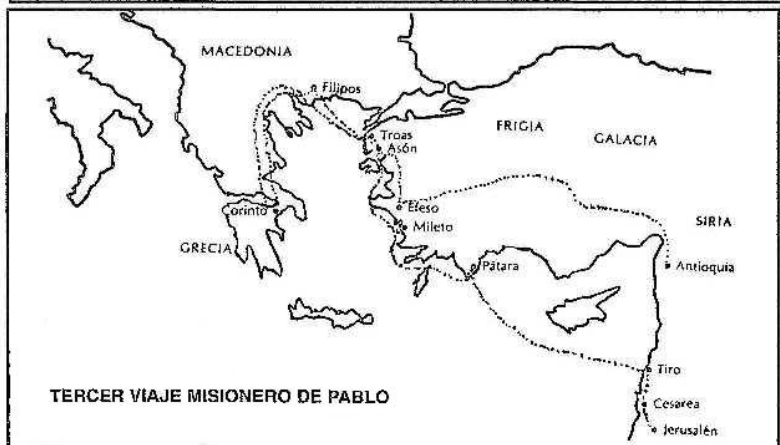 MACEDONIA
Filipos
Troas
Asón
FRIGIA
GALACIA
Corinto
Efeso
Mileto
SIRIA
GRECIA
Pátara
Antioquía
Tiro
TERCER VIAJE MISIONERO DE PABLO
Cesarea
Jerusalén